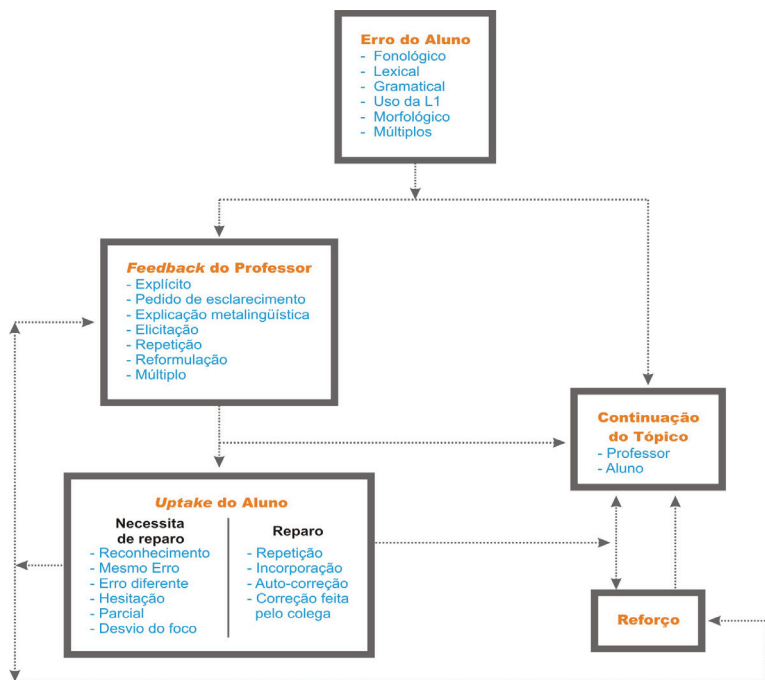 Erro do Aluno
- Fonológico
- Lexical
- Gramatical
- Uso da L1
- Morfológico
- Múltiplos
Feedback do Professor
- Explícito
- Pedido de esclarecimento
- Explicação metalingüística
- Elicitação
- Repetição
- Reformulação
- Múltiplo
Continuação
do Tópico
- Professor
- Aluno
Uptake do Aluno
Necessita
de reparo
- Reconhecimento
- Mesmo Erro
- Erro diferente
- Hesitação
- Parcial
- Desvio do foco
Reparo
- Repetição
- Incorporação
- Auto-correção
- Correção feita
pelo colega
Reforço